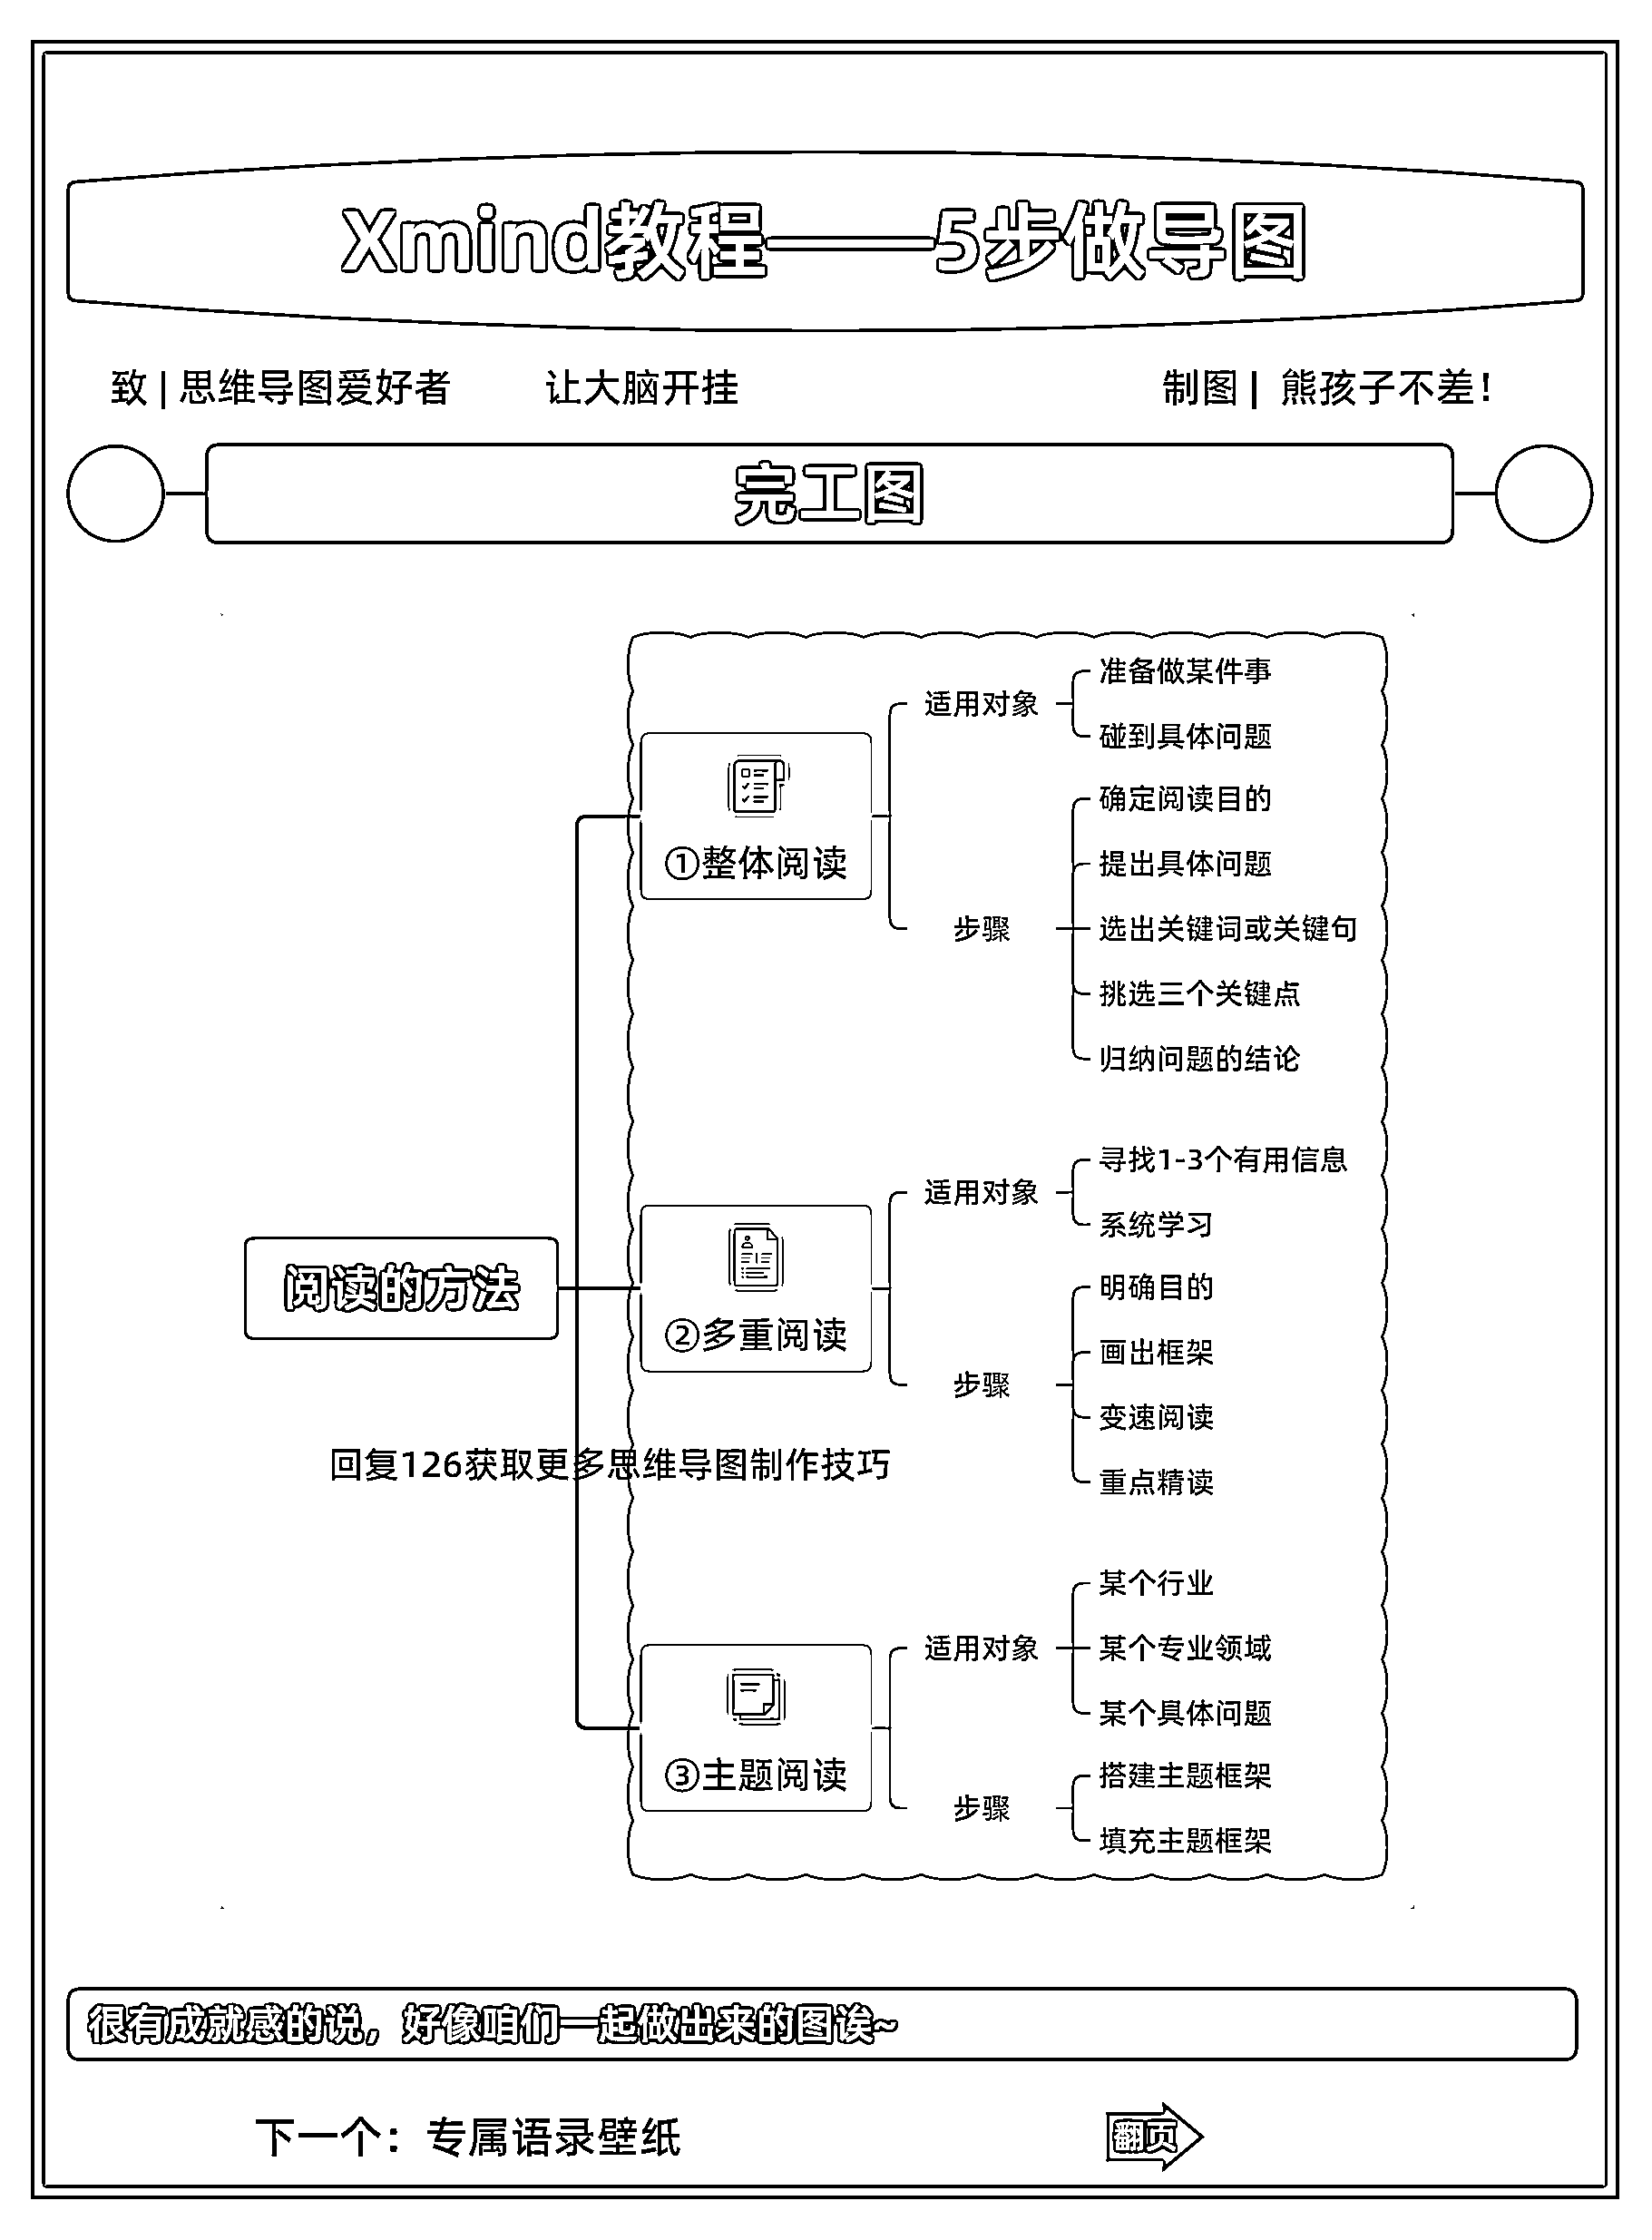 Xmind教程——5步做导图
致 | 思维导图爱好者 让大脑开挂 制图 | 熊孩子不差！
完工图
阅读的方法
①整体阅读
适用对象
准备做某件事
碰到具体问题
步骤
确定阅读目的
提出具体问题
选出关键词或关键句
挑选三个关键点
归纳问题的结论
②多重阅读
适用对象
寻找1-3个有用信息
系统学习
步骤
明确目的
画出框架
变速阅读
重点精读
回复126获取更多思维导图制作技巧
③主题阅读
适用对象
某个行业
某个专业领域
某个具体问题
步骤
搭建主题框架
填充主题框架
很有成就感的说，好像咱们一起做出来的图诶~
下一个：专属语录壁纸
翻页